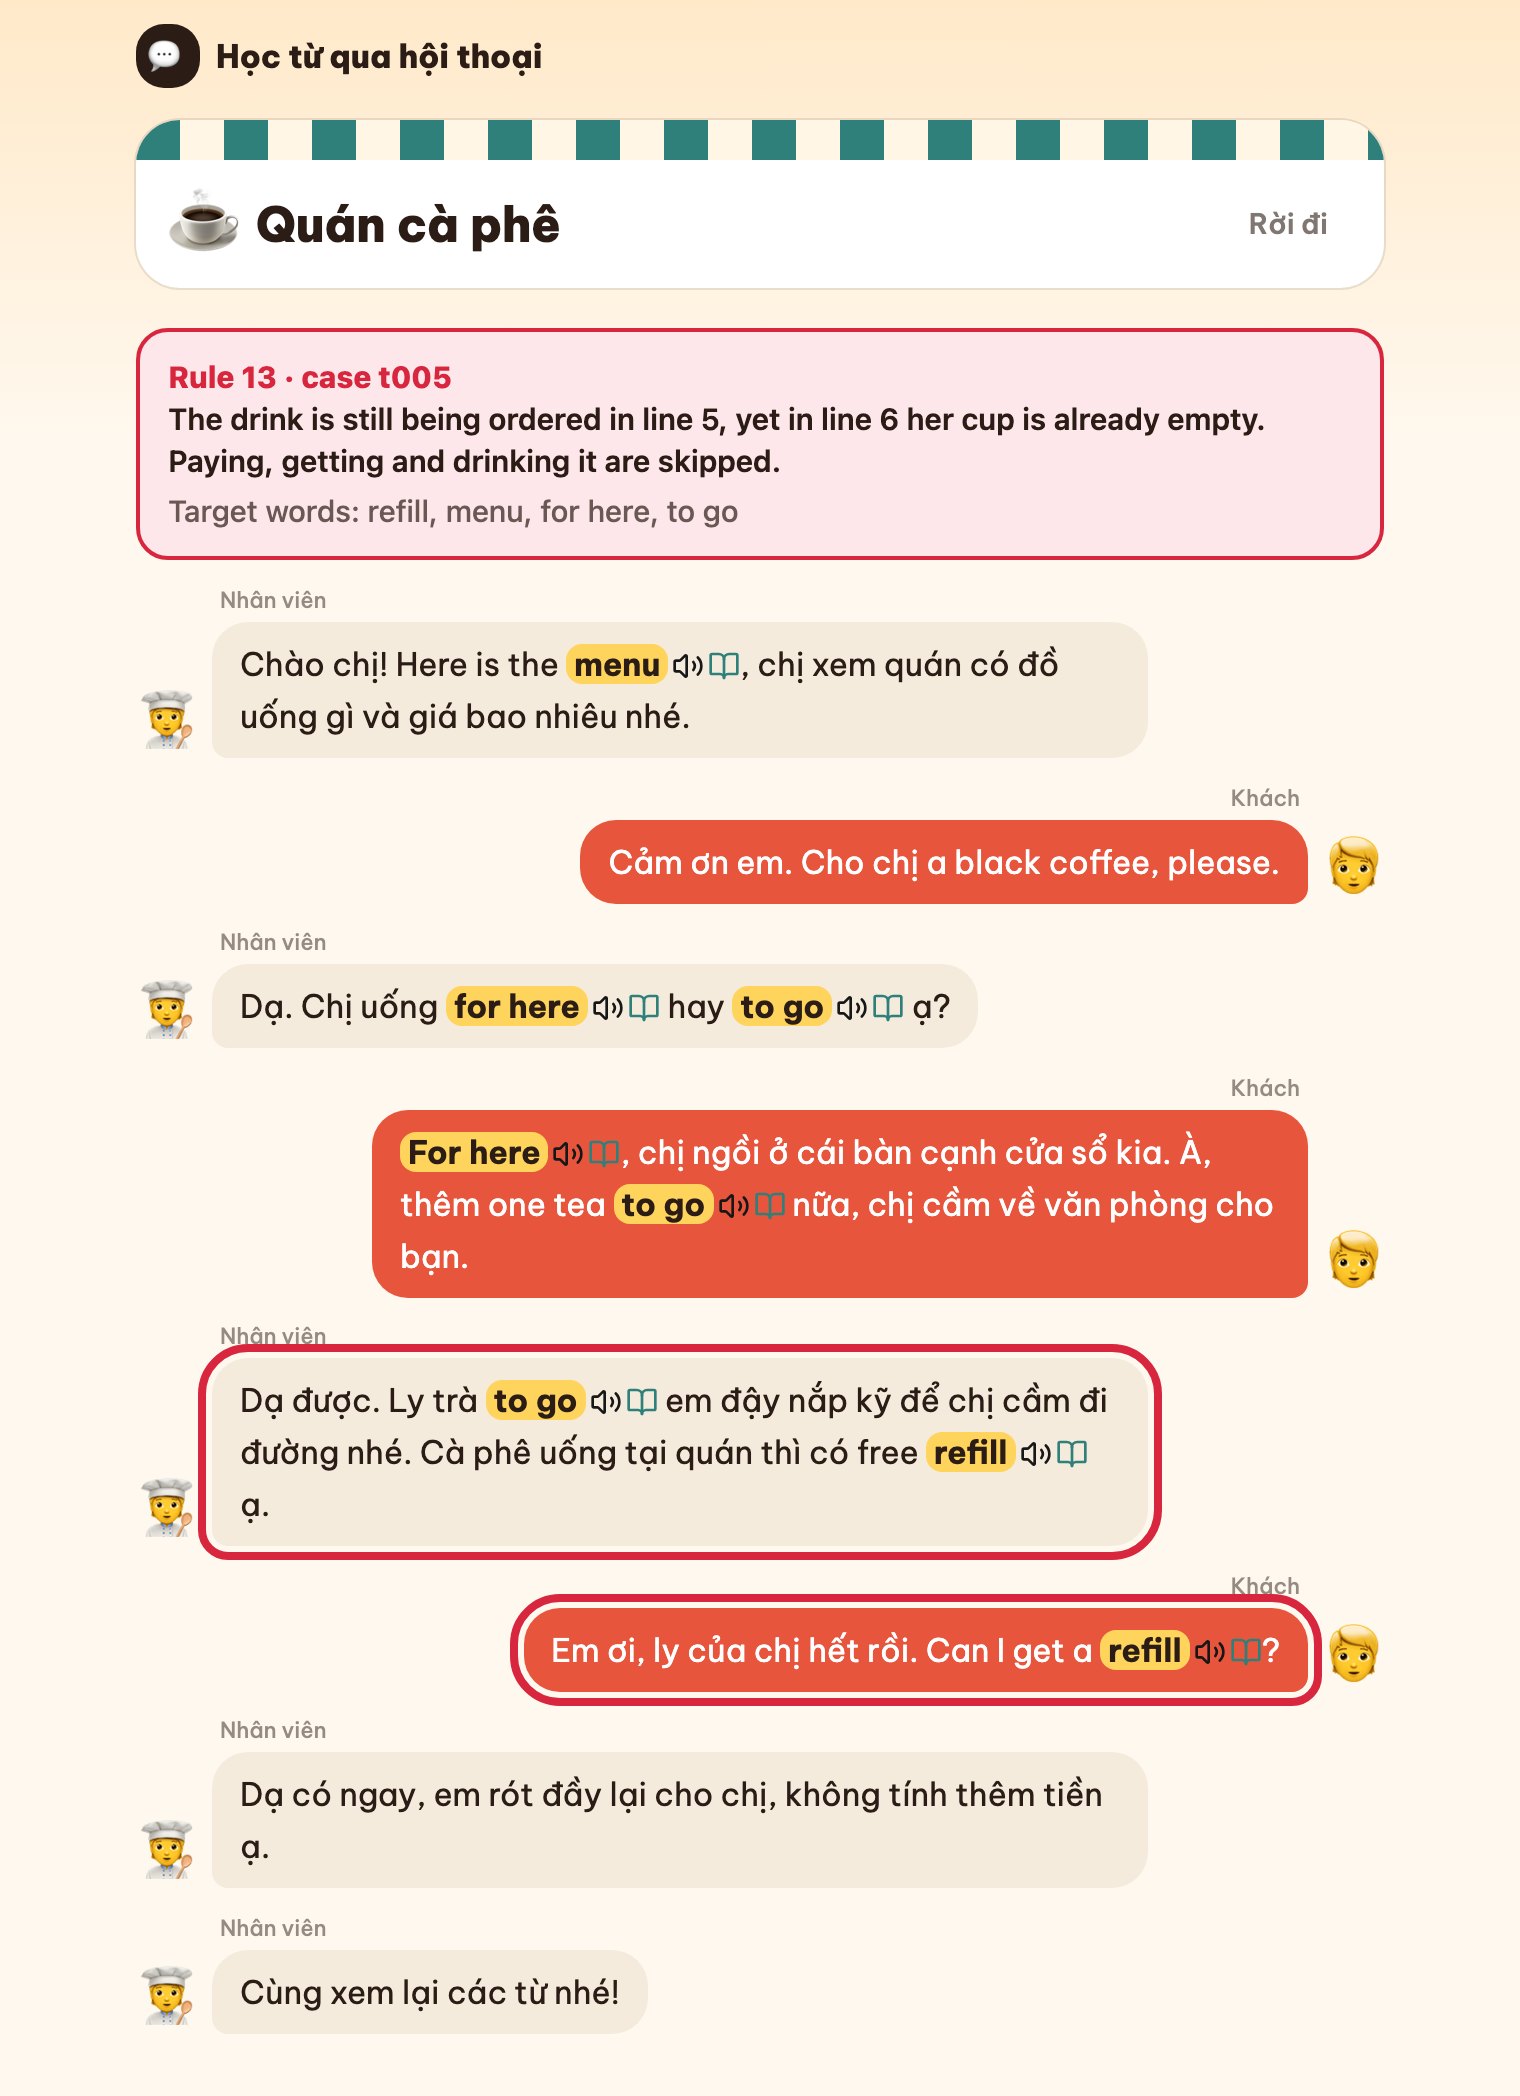 Học từ qua hội thoại
Quán cà phê
Rời đi
Rule 13 · case t005
The drink is still being ordered in line 5, yet in line 6 her cup is already empty.
Paying, getting and drinking it are skipped.
Target words: refill, menu, for here, to go
Nhân viên
Chào chị! Here is the menu, chị xem quán có đồ
uống gì và giá bao nhiêu nhé.
Khách
Cảm ơn em. Cho chị a black coffee, please.
Nhân viên
Dạ. Chị uống for here hay to go ạ?
Khách
For here, chị ngồi ở cái bàn cạnh cửa sổ kia. À,
thêm one tea to go nữa, chị cầm về văn phòng cho
bạn.
Nhân viên
Dạ được. Ly trà to go em đậy nắp kỹ để chị cầm đi
đường nhé. Cà phê uống tại quán thì có free refill
ạ.
Khách
Em ơi, ly của chị hết rồi. Can I get a refill?
Nhân viên
Dạ có ngay, em rót đầy lại cho chị, không tính thêm tiền
ạ.
Nhân viên
Cùng xem lại các từ nhé!